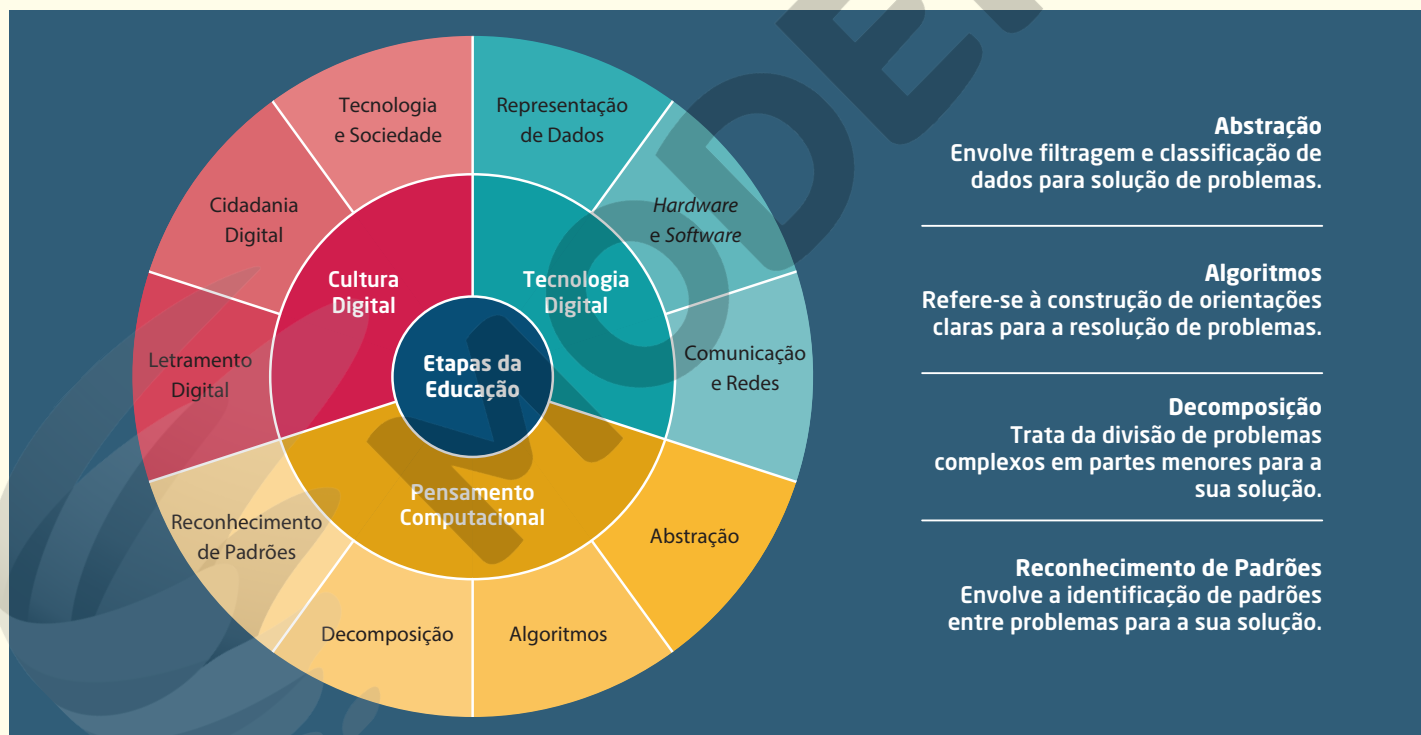 Tecnologia
e Sociedade
Representação
de Dados
Cidadania
Digital
Hardware
e Software
Cultura
Digital
Tecnologia
Digital
Letramento
Digital
Etapas da
Educação
Comunicação
e Redes
Pensamento
Computacional
Reconhecimento
de Padrões
Abstração
Decomposição
Algoritmos
Abstração
Envolve filtragem e classificação de
dados para solução de problemas.
Algoritmos
Refere-se à construção de orientações
claras para a resolução de problemas.
Decomposição
Trata da divisão de problemas
complexos em partes menores para a
sua solução.
Reconhecimento de Padrões
Envolve a identificação de padrões
entre problemas para a sua solução.